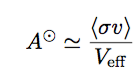 A^⊙ ≃ ⟨σv⟩ / V_eff